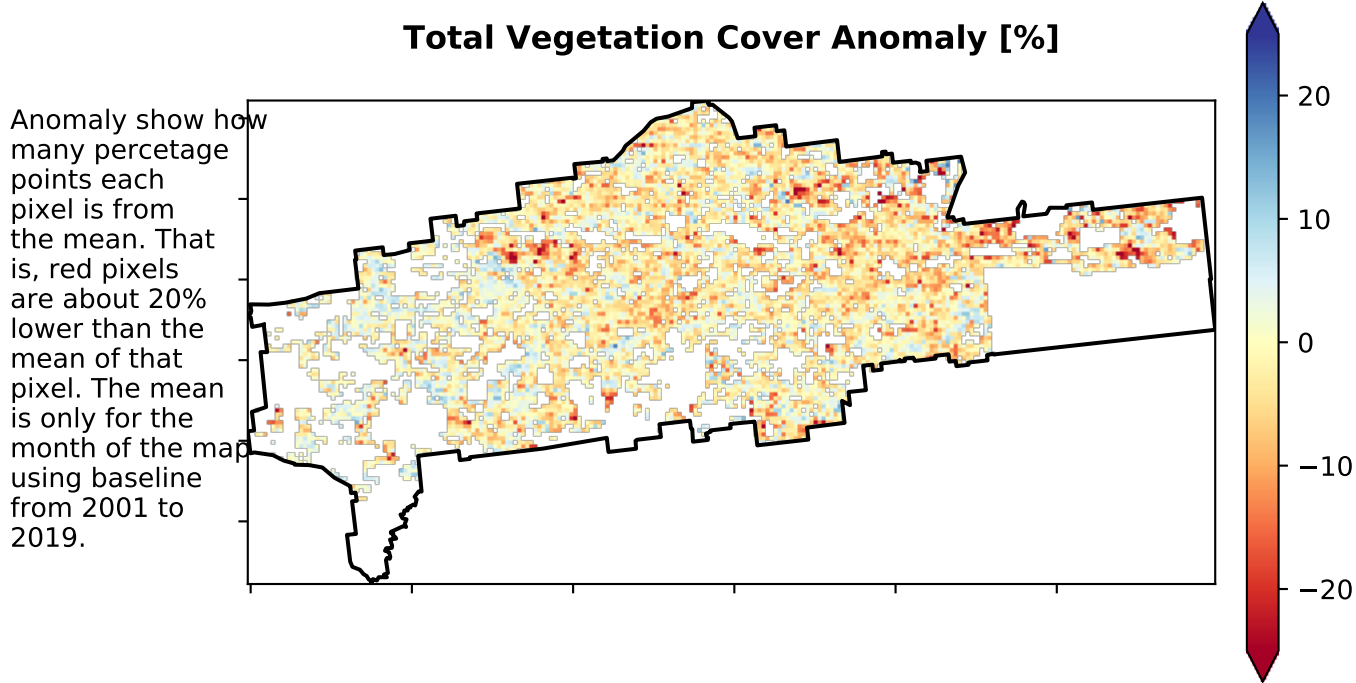 Total Vegetation Cover Anomaly [%]
Anomaly show how
many percetage
points each
pixel is from
the mean. That
is, red pixels
are about 20%
lower than the
mean of that
pixel. The mean
is only for the
month of the map
using baseline
from 2001 to
2019.
20
10
0
−10
−20